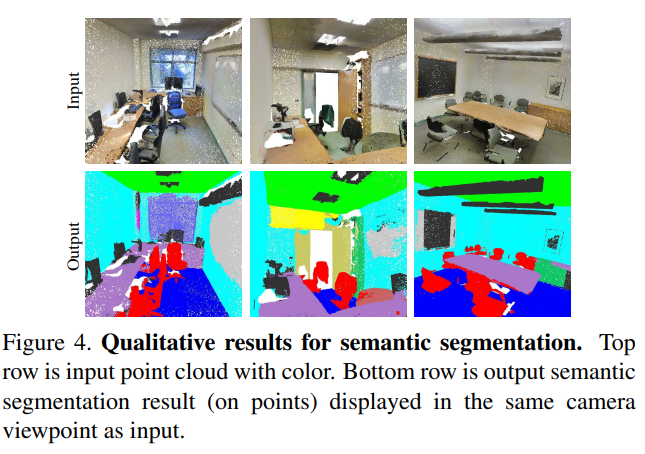 Input
Output
Figure 4. Qualitative results for semantic segmentation. Top
row is input point cloud with color. Bottom row is output semantic
segmentation result (on points) displayed in the same camera
viewpoint as input.